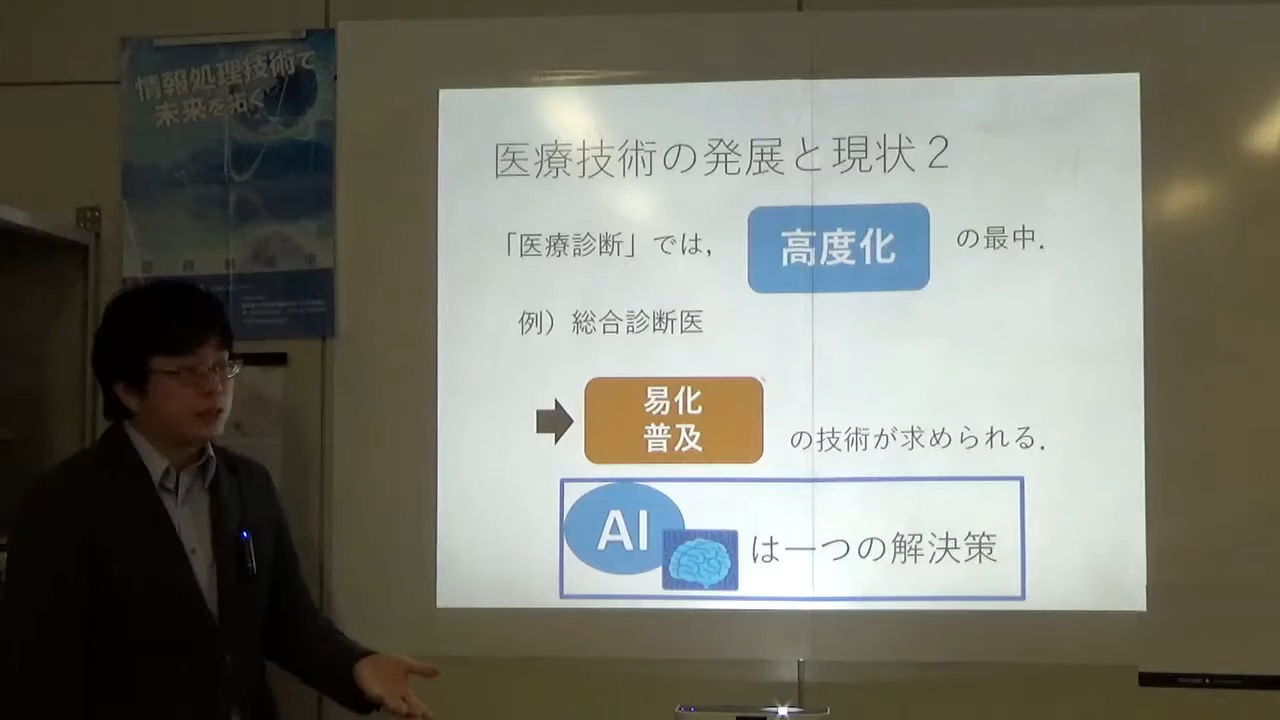 情報処理技術で
未来を拓く
医療技術の発展と現状２
「医療診断」では，
高度化
の最中．
例）総合診断医
易化
普及
の技術が求められる．
AI
は一つの解決策